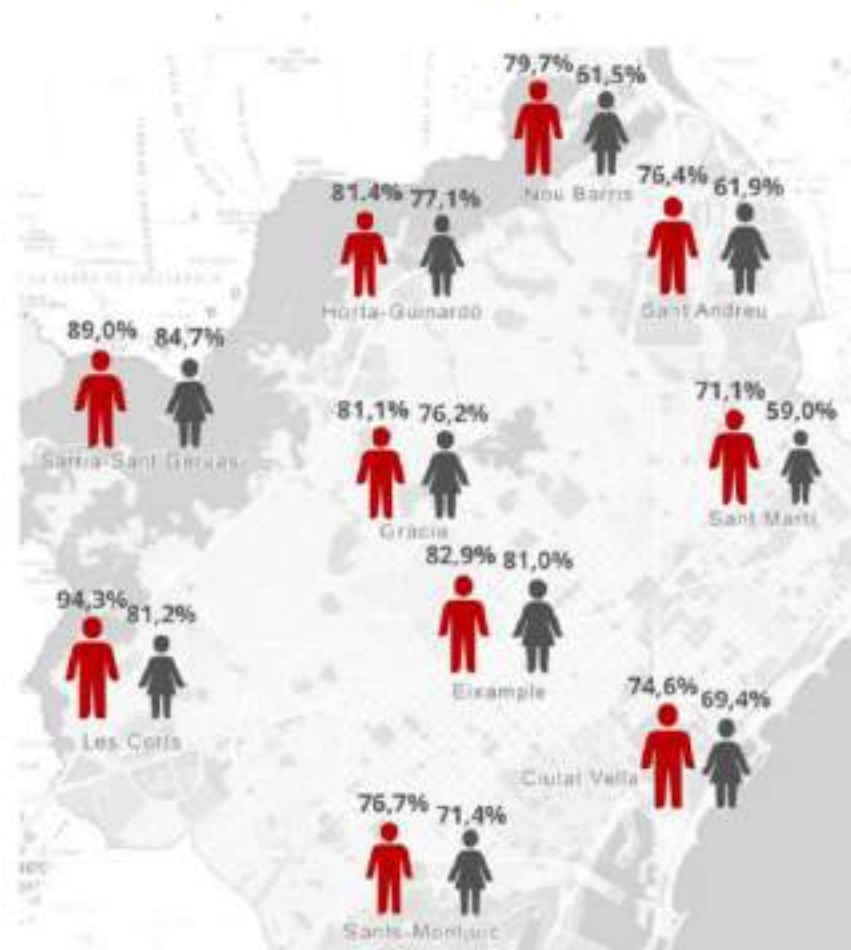 79,7% 61,5%
Nou Barris
76,4% 61,9%
Sant Andreu
81.4% 77,1%
Horta-Guinardó
89,0% 84,7%
Sarrià-Sant Gervasi
81,1% 76,2%
Gràcia
71,1% 59,0%
Sant Martí
82,9% 81,0%
Eixample
94,3% 81,2%
Les Corts
74,6% 69,4%
Ciutat Vella
76,7% 71,4%
Sants-Montjuïc